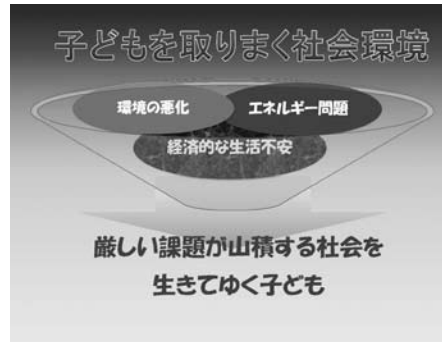 子どもを取りまく社会環境
環境の悪化
エネルギー問題
経済的な生活不安
厳しい課題が山積する社会を
生きてゆく子ども